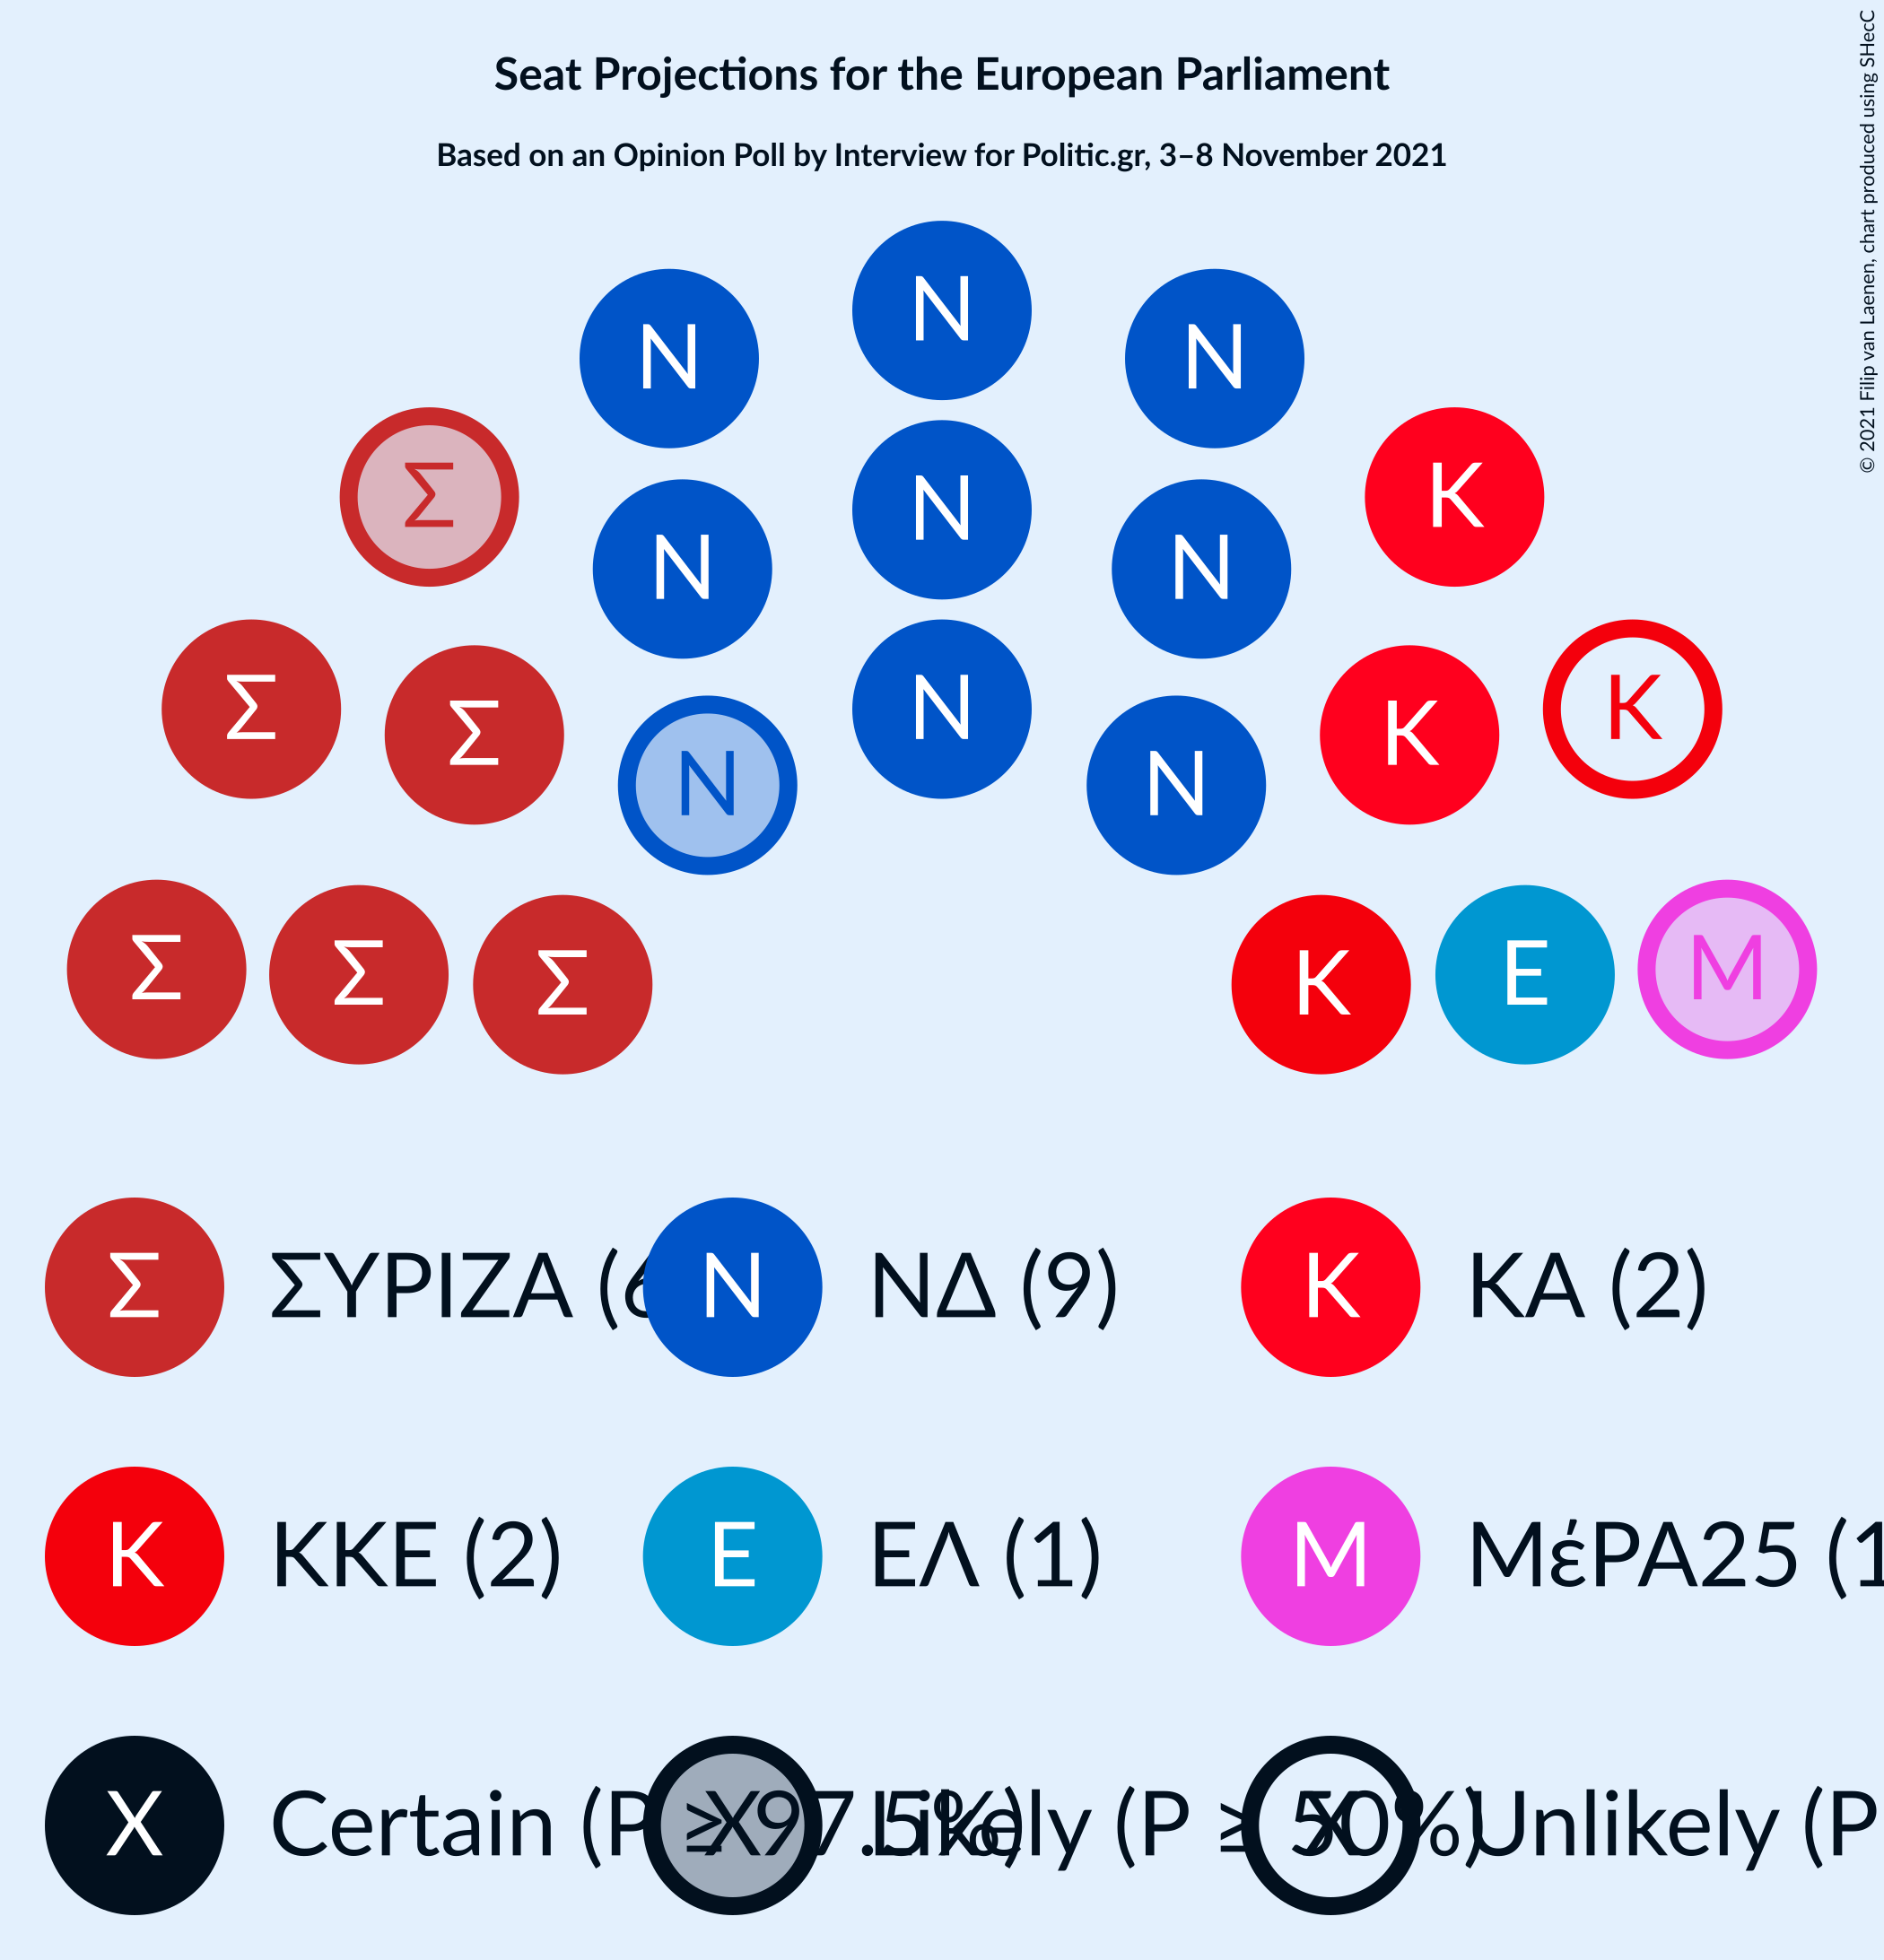 Seat Projections for the European Parliament
Based on an Opinion Poll by Interview for Politic.gr, 3–8 November 2021
© 2021 Filip van Laenen, chart produced using SHecC
N
N N
N
Σ K
N N
Σ K
Σ K
N
N N
Σ E M
Σ K
Σ ΣΥΡΙΖΑ (6 N ΝΔ (9) K ΚΑ (2)
K ΚΚΕ (2) E ΕΛ (1) M ΜέΡΑ25 (1
X Certain (P ≥ 97.5%) X Likely (P ≥ 50%) X Unlikely (P